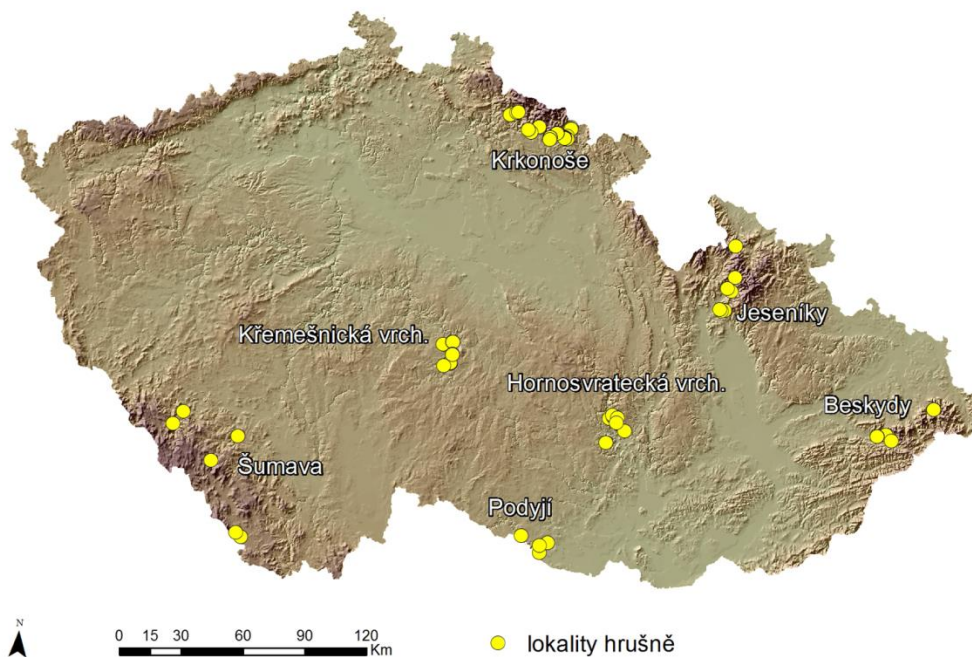 Krkonoše
Jeseníky
Křemešnická vrch.
Hornosvratecká vrch.
Beskydy
Šumava
Podyjí
N
0 15 30 60 90 120
Km
lokality hrušně